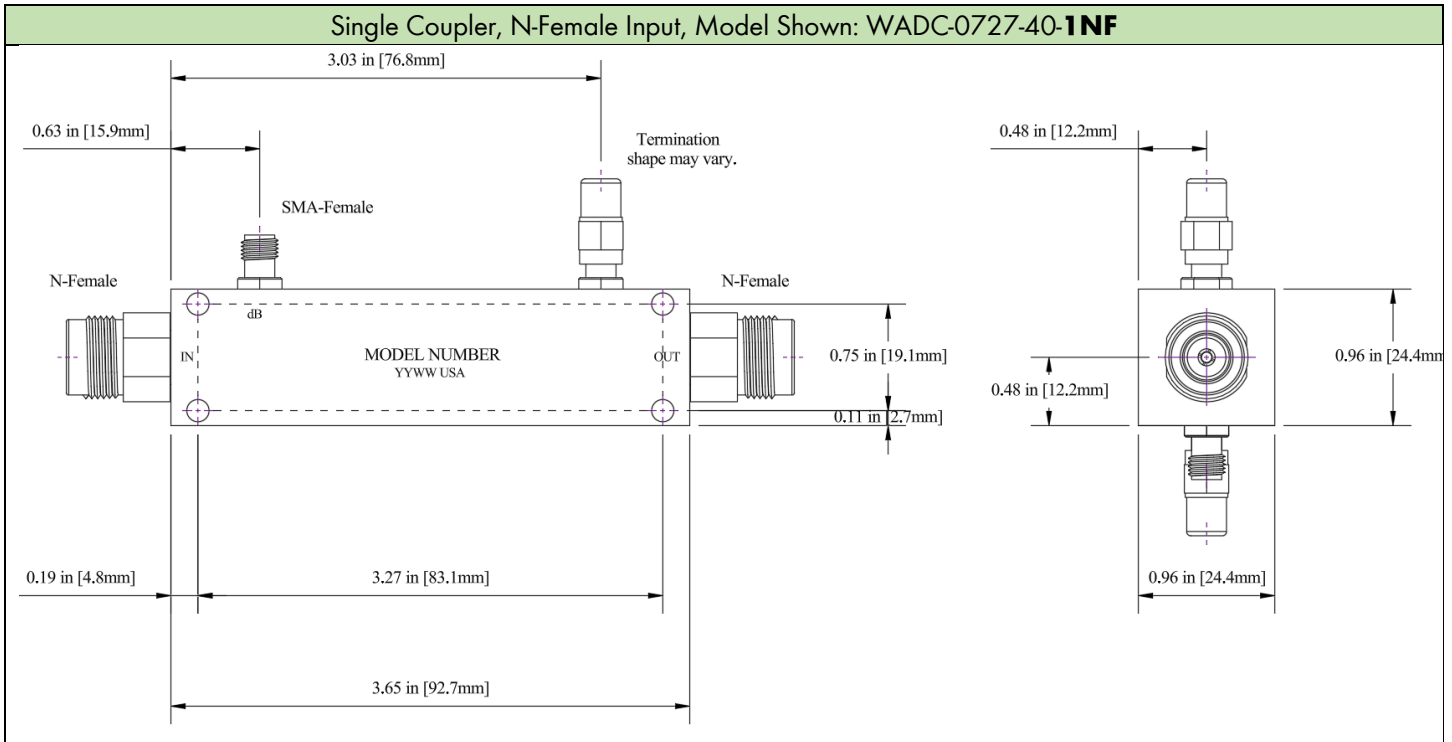 Single Coupler, N-Female Input, Model Shown: WADC-0727-40-1NF
3.03 in [76.8mm]
0.63 in [15.9mm]
Termination
shape may vary.
0.48 in [12.2mm]
SMA-Female
N-Female
N-Female
dB
IN
MODEL NUMBER
YYWW USA
OUT
0.75 in [19.1mm]
0.96 in [24.4mm
0.48 in [12.2mm]
0.11 in [2.7mm]
0.19 in [4.8mm]
3.27 in [83.1mm]
0.96 in [24.4mm]
3.65 in [92.7mm]